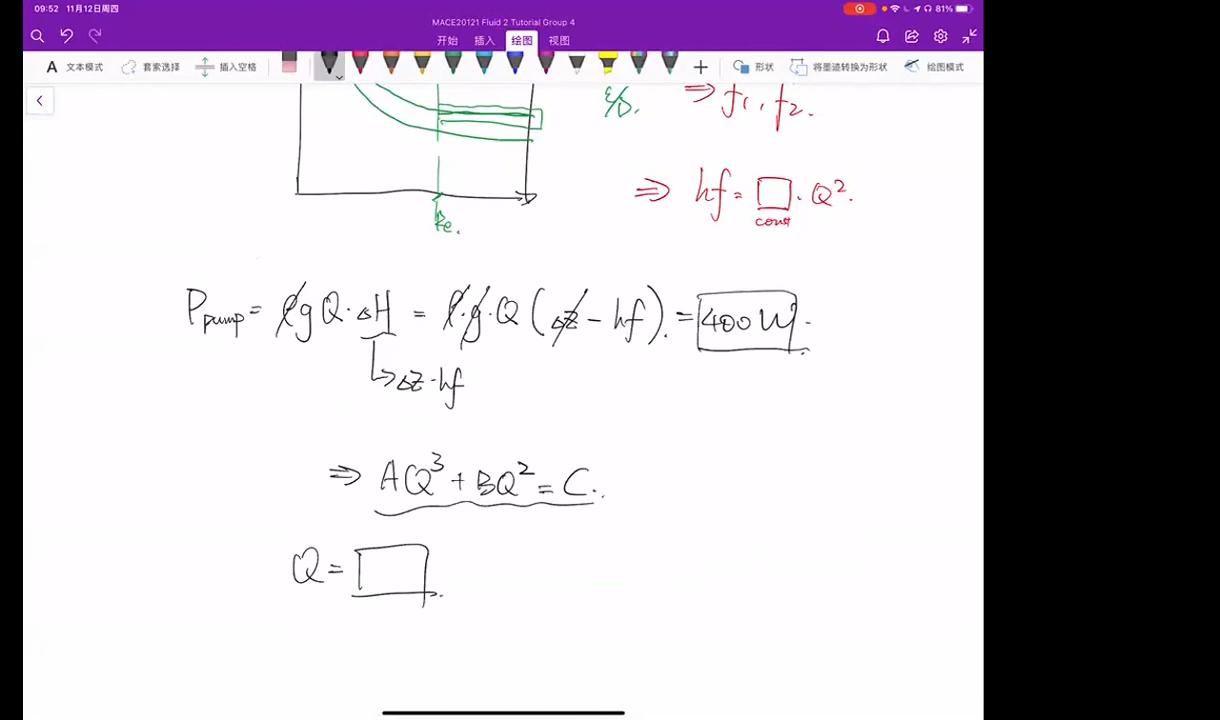 09:52 11月12日周四
81%
MACE20121 Fluid 2 Tutorial Group 4
开始 插入 绘图 视图
文本模式 套索选择 插入空格 形状 将墨迹转换为形状 绘图模式
ε/D. ⇒ f1, f2.
⇒ hf = □ · Q².
const
Re.
P pump = ρgQ·ΔH = ρ·g·Q (Δz - hf). = 400W.
↳ Δz-hf
⇒ AQ³ + BQ² = C.
Q = □.